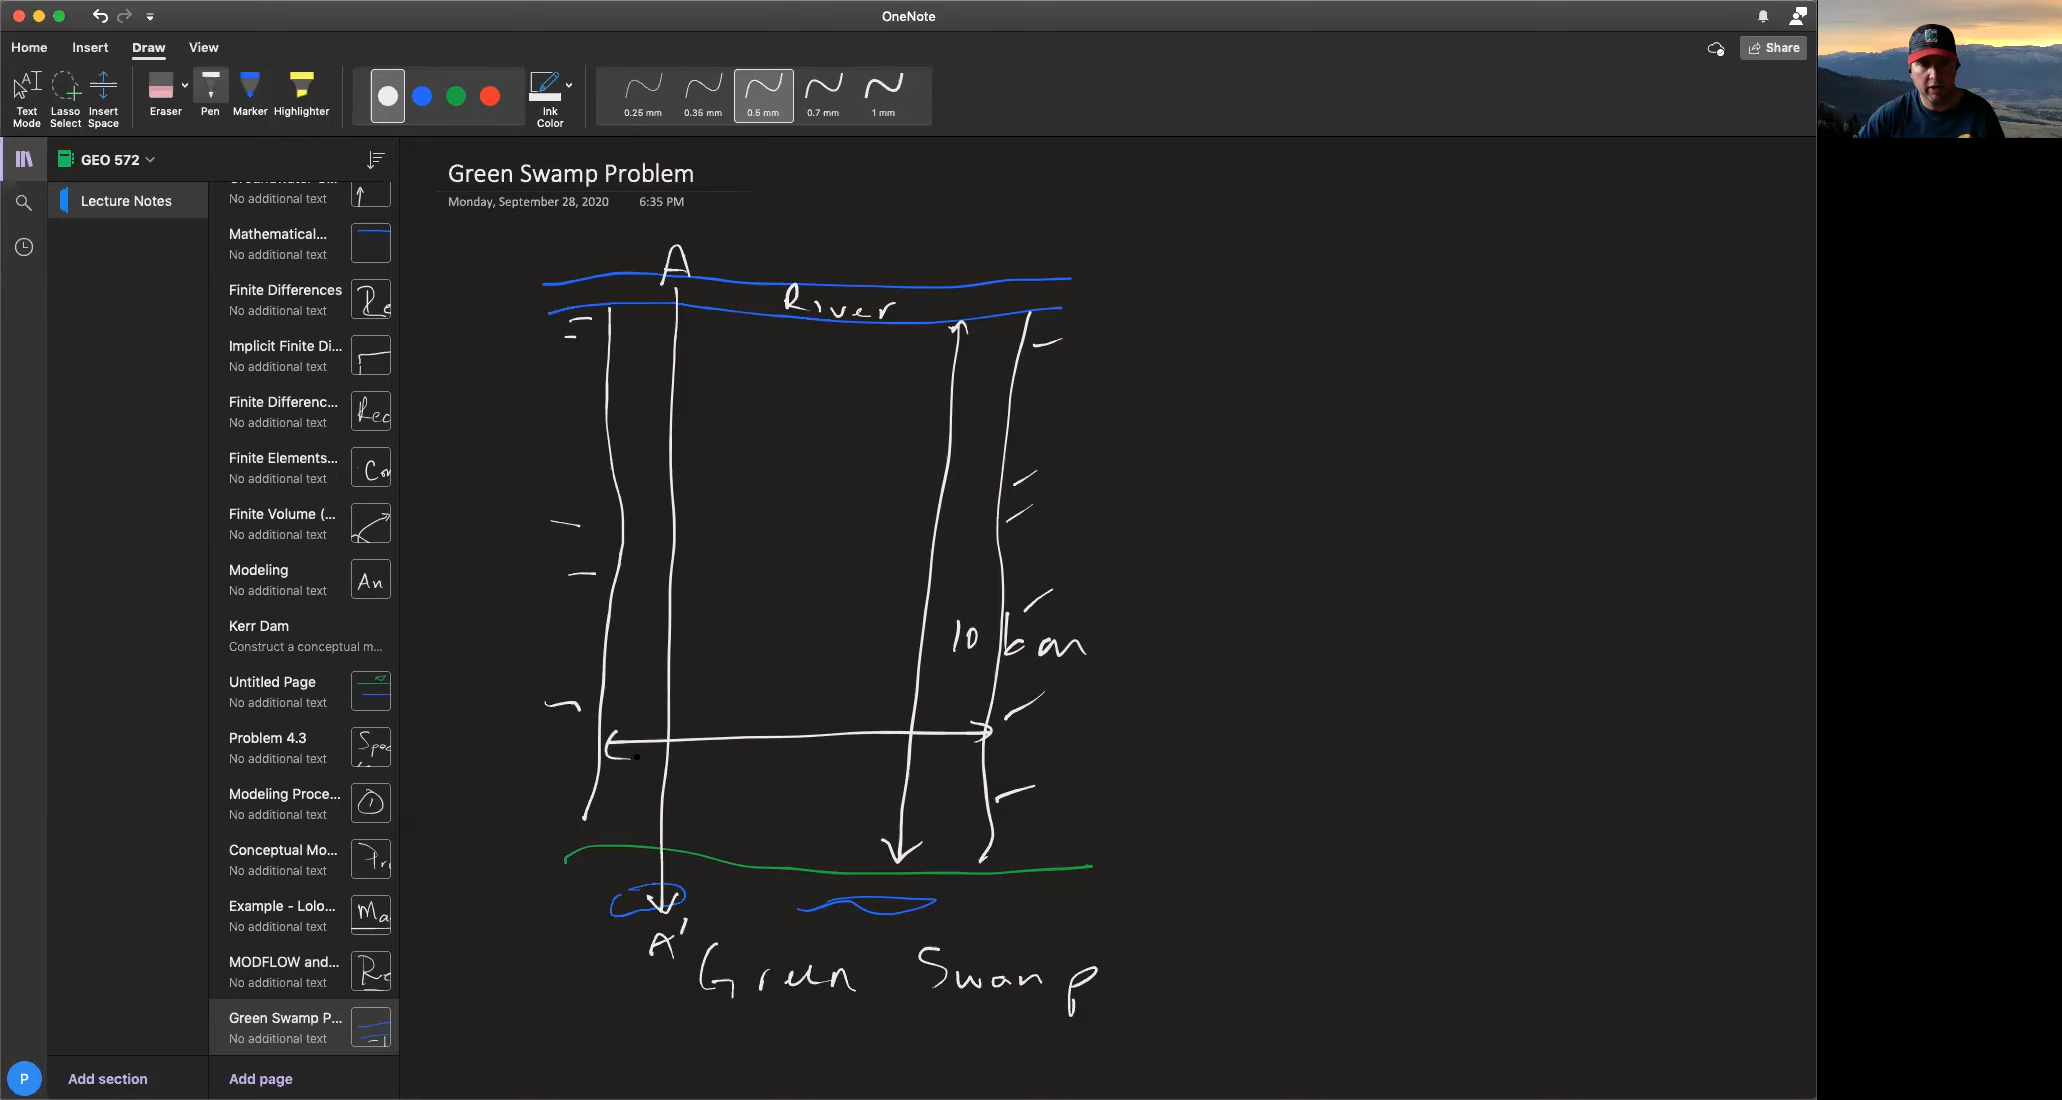 OneNote
Home Insert Draw View
Share
Text Mode
Lasso Select
Insert Space
Eraser
Pen
Marker
Highlighter
Ink Color
0.25 mm
0.35 mm
0.5 mm
0.7 mm
1 mm
GEO 572
Lecture Notes
No additional text
Mathematical...
No additional text
Finite Differences
No additional text
Implicit Finite Di...
No additional text
Finite Differenc...
No additional text
Finite Elements...
No additional text
Finite Volume (...
No additional text
Modeling
No additional text
An
Kerr Dam
Construct a conceptual m...
Untitled Page
No additional text
Problem 4.3
No additional text
Modeling Proce...
No additional text
1
Conceptual Mo...
No additional text
Example - Lolo...
No additional text
Ma
MODFLOW and...
No additional text
Re
Green Swamp P...
No additional text
P
Add section
Add page
Green Swamp Problem
Monday, September 28, 2020 6:35 PM
A
River
10 km
A'
Green Swamp